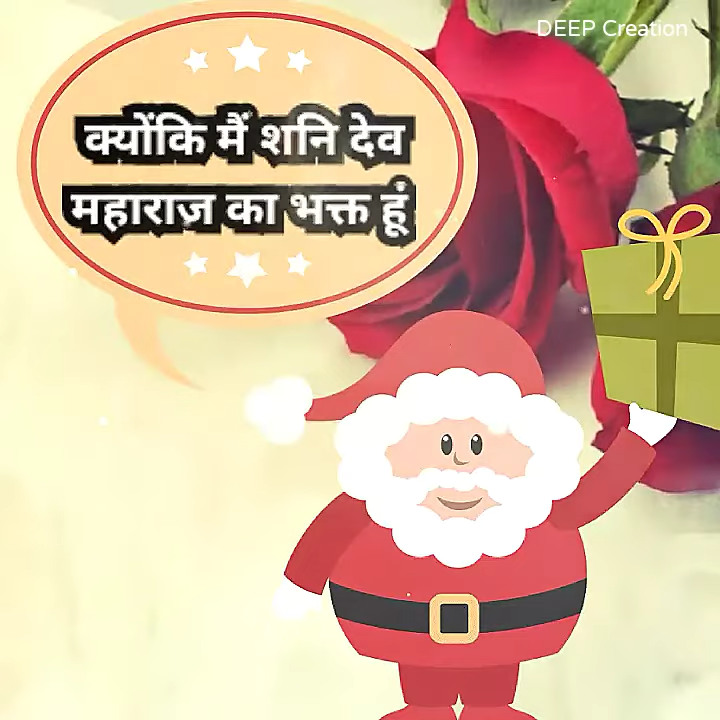 DEEP Creation
क्योंकि मैं शनि देव
महाराज़ का भक्त हूं